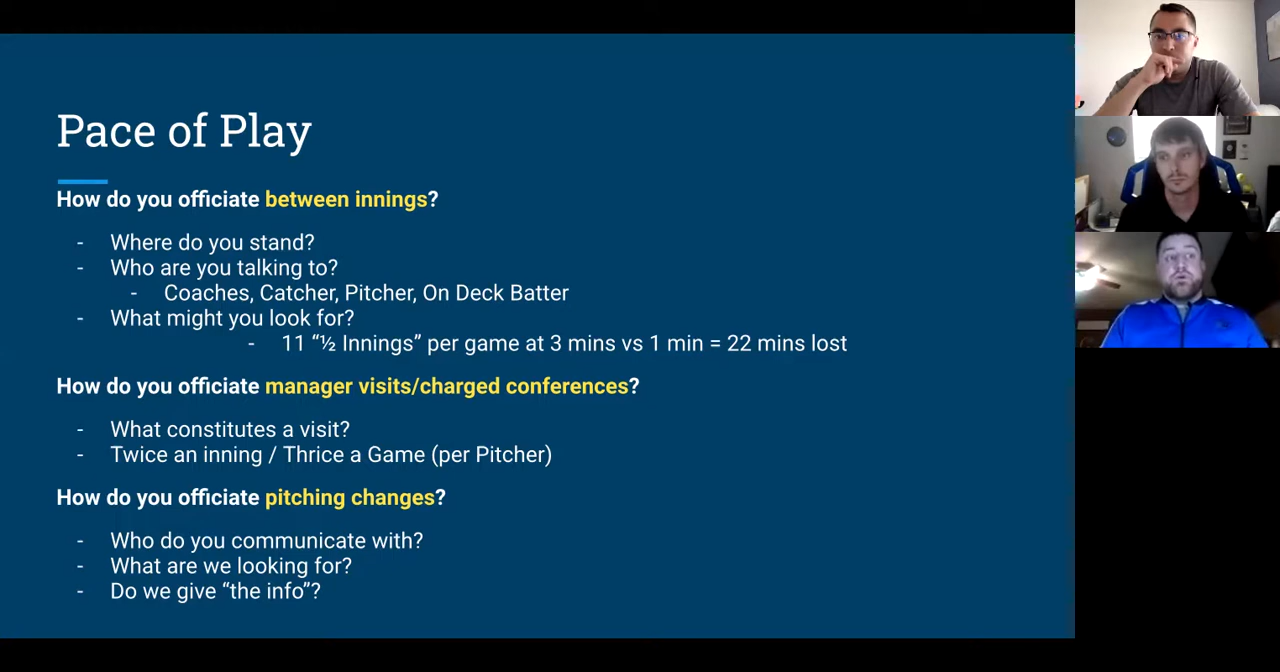 Pace of Play
How do you officiate between innings?
- Where do you stand?
- Who are you talking to?
- Coaches, Catcher, Pitcher, On Deck Batter
- What might you look for?
- 11 “½ Innings” per game at 3 mins vs 1 min = 22 mins lost
How do you officiate manager visits/charged conferences?
- What constitutes a visit?
- Twice an inning / Thrice a Game (per Pitcher)
How do you officiate pitching changes?
- Who do you communicate with?
- What are we looking for?
- Do we give “the info”?